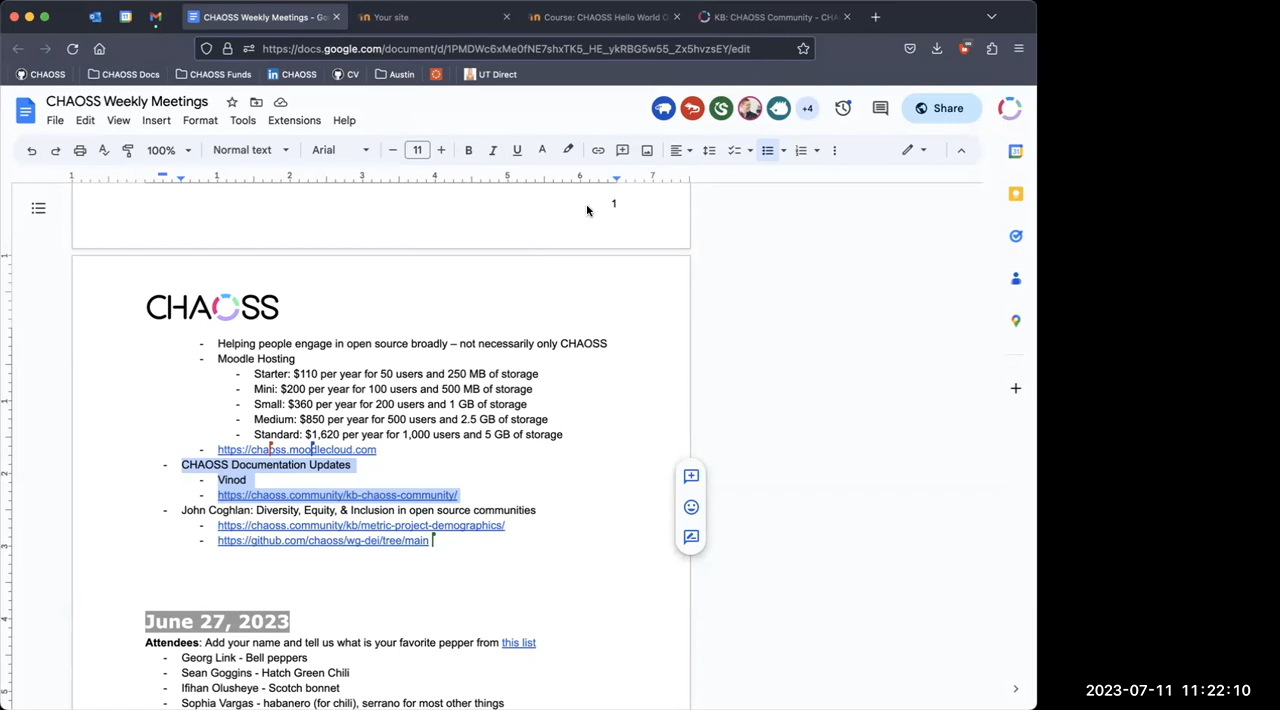 CHAOSS Weekly Meetings - Go
Your site
Course: CHAOSS Hello World C
KB: CHAOSS Community - CHA
https://docs.google.com/document/d/1PMDWc6xMe0fNE7shxTK5_HE_ykRBG5w55_Zx5hvzsEY/edit
CHAOSS
CHAOSS Docs
CHAOSS Funds
CHAOSS
CV
Austin
UT Direct
CHAOSS Weekly Meetings
+4
Share
File Edit View Insert Format Tools Extensions Help
100% Normal text Arial 11
1 1 2 3 4 5 6 7
1
CHAOSS
- Helping people engage in open source broadly – not necessarily only CHAOSS
- Moodle Hosting
- Starter: $110 per year for 50 users and 250 MB of storage
- Mini: $200 per year for 100 users and 500 MB of storage
- Small: $360 per year for 200 users and 1 GB of storage
- Medium: $850 per year for 500 users and 2.5 GB of storage
- Standard: $1,620 per year for 1,000 users and 5 GB of storage
- https://chaoss.moodlecloud.com
- CHAOSS Documentation Updates
- Vinod
- https://chaoss.community/kb-chaoss-community/
- John Coghlan: Diversity, Equity, & Inclusion in open source communities
- https://chaoss.community/kb/metric-project-demographics/
- https://github.com/chaoss/wg-dei/tree/main
June 27, 2023
Attendees: Add your name and tell us what is your favorite pepper from this list
- Georg Link - Bell peppers
- Sean Goggins - Hatch Green Chili
- Ifihan Olusheye - Scotch bonnet
- Sophia Vargas - habanero (for chili), serrano for most other things
2023-07-11 11:22:10